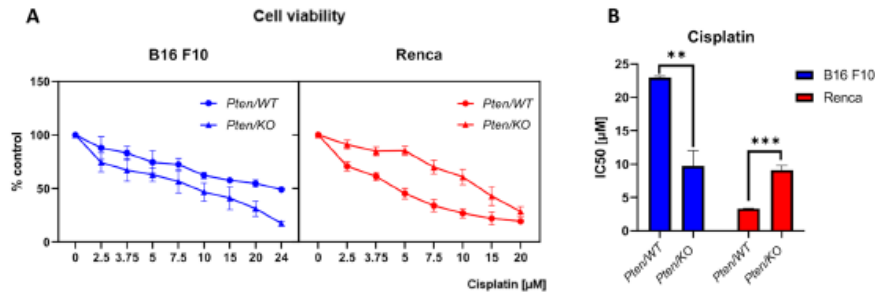 A
Cell viability
B16 F10
Renca
150
100
50
0
% control
Pten/WT
Pten/KO
Pten/WT
Pten/KO
0 2.5 3.75 5 7.5 10 15 20 24
0 2.5 3.75 5 7.5 10 15 20
Cisplatin [µM]
B
Cisplatin
25
20
15
10
5
0
IC50 [µM]
**
***
B16 F10
Renca
Pten/WT
Pten/KO
Pten/WT
Pten/KO